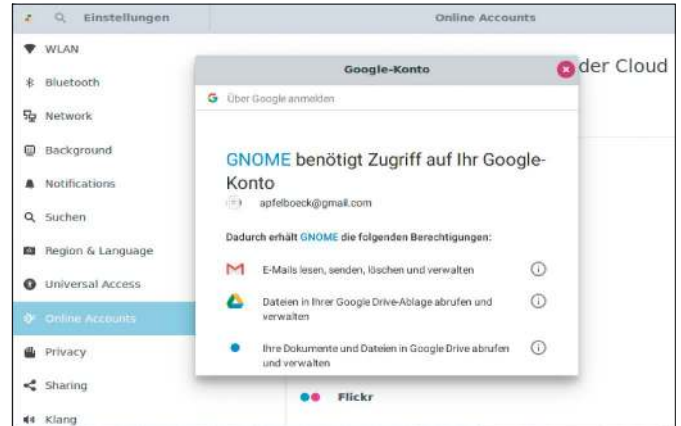 Einstellungen
Online Accounts
WLAN
Bluetooth
Network
Background
Notifications
Suchen
Region & Language
Universal Access
Online Accounts
Privacy
Sharing
Klang
der Cloud
Google-Konto
Über Google anmelden
GNOME benötigt Zugriff auf Ihr Google-
Konto
apfelboeck@gmail.com
Dadurch erhält GNOME die folgenden Berechtigungen:
E-Mails lesen, senden, löschen und verwalten
Dateien in Ihrer Google Drive-Ablage abrufen und
verwalten
Ihre Dokumente und Dateien in Google Drive abrufen
und verwalten
Flickr